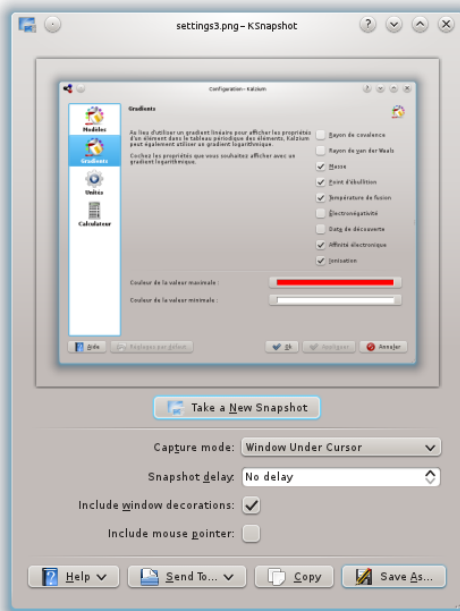 settings3.png – KSnapshot
Configuration – Kalzium
Modèles
Gradients
Unités
Calculateur
Gradients
Au lieu d'utiliser un gradient linéaire pour afficher les propriétés
d'un élément dans le tableau périodique des éléments, Kalzium
peut également utiliser un gradient logarithmique.
Cochez les propriétés que vous souhaitez afficher avec un
gradient logarithmique.
Rayon de covalence
Rayon de van der Waals
Masse
Point d'ébullition
Température de fusion
Électronégativité
Date de découverte
Affinité électronique
Ionisation
Couleur de la valeur maximale :
Couleur de la valeur minimale :
Aide
Réglages par défaut
Ok
Appliquer
Annuler
Take a New Snapshot
Capture mode: Window Under Cursor
Snapshot delay: No delay
Include window decorations:
Include mouse pointer:
Help
Send To...
Copy
Save As...